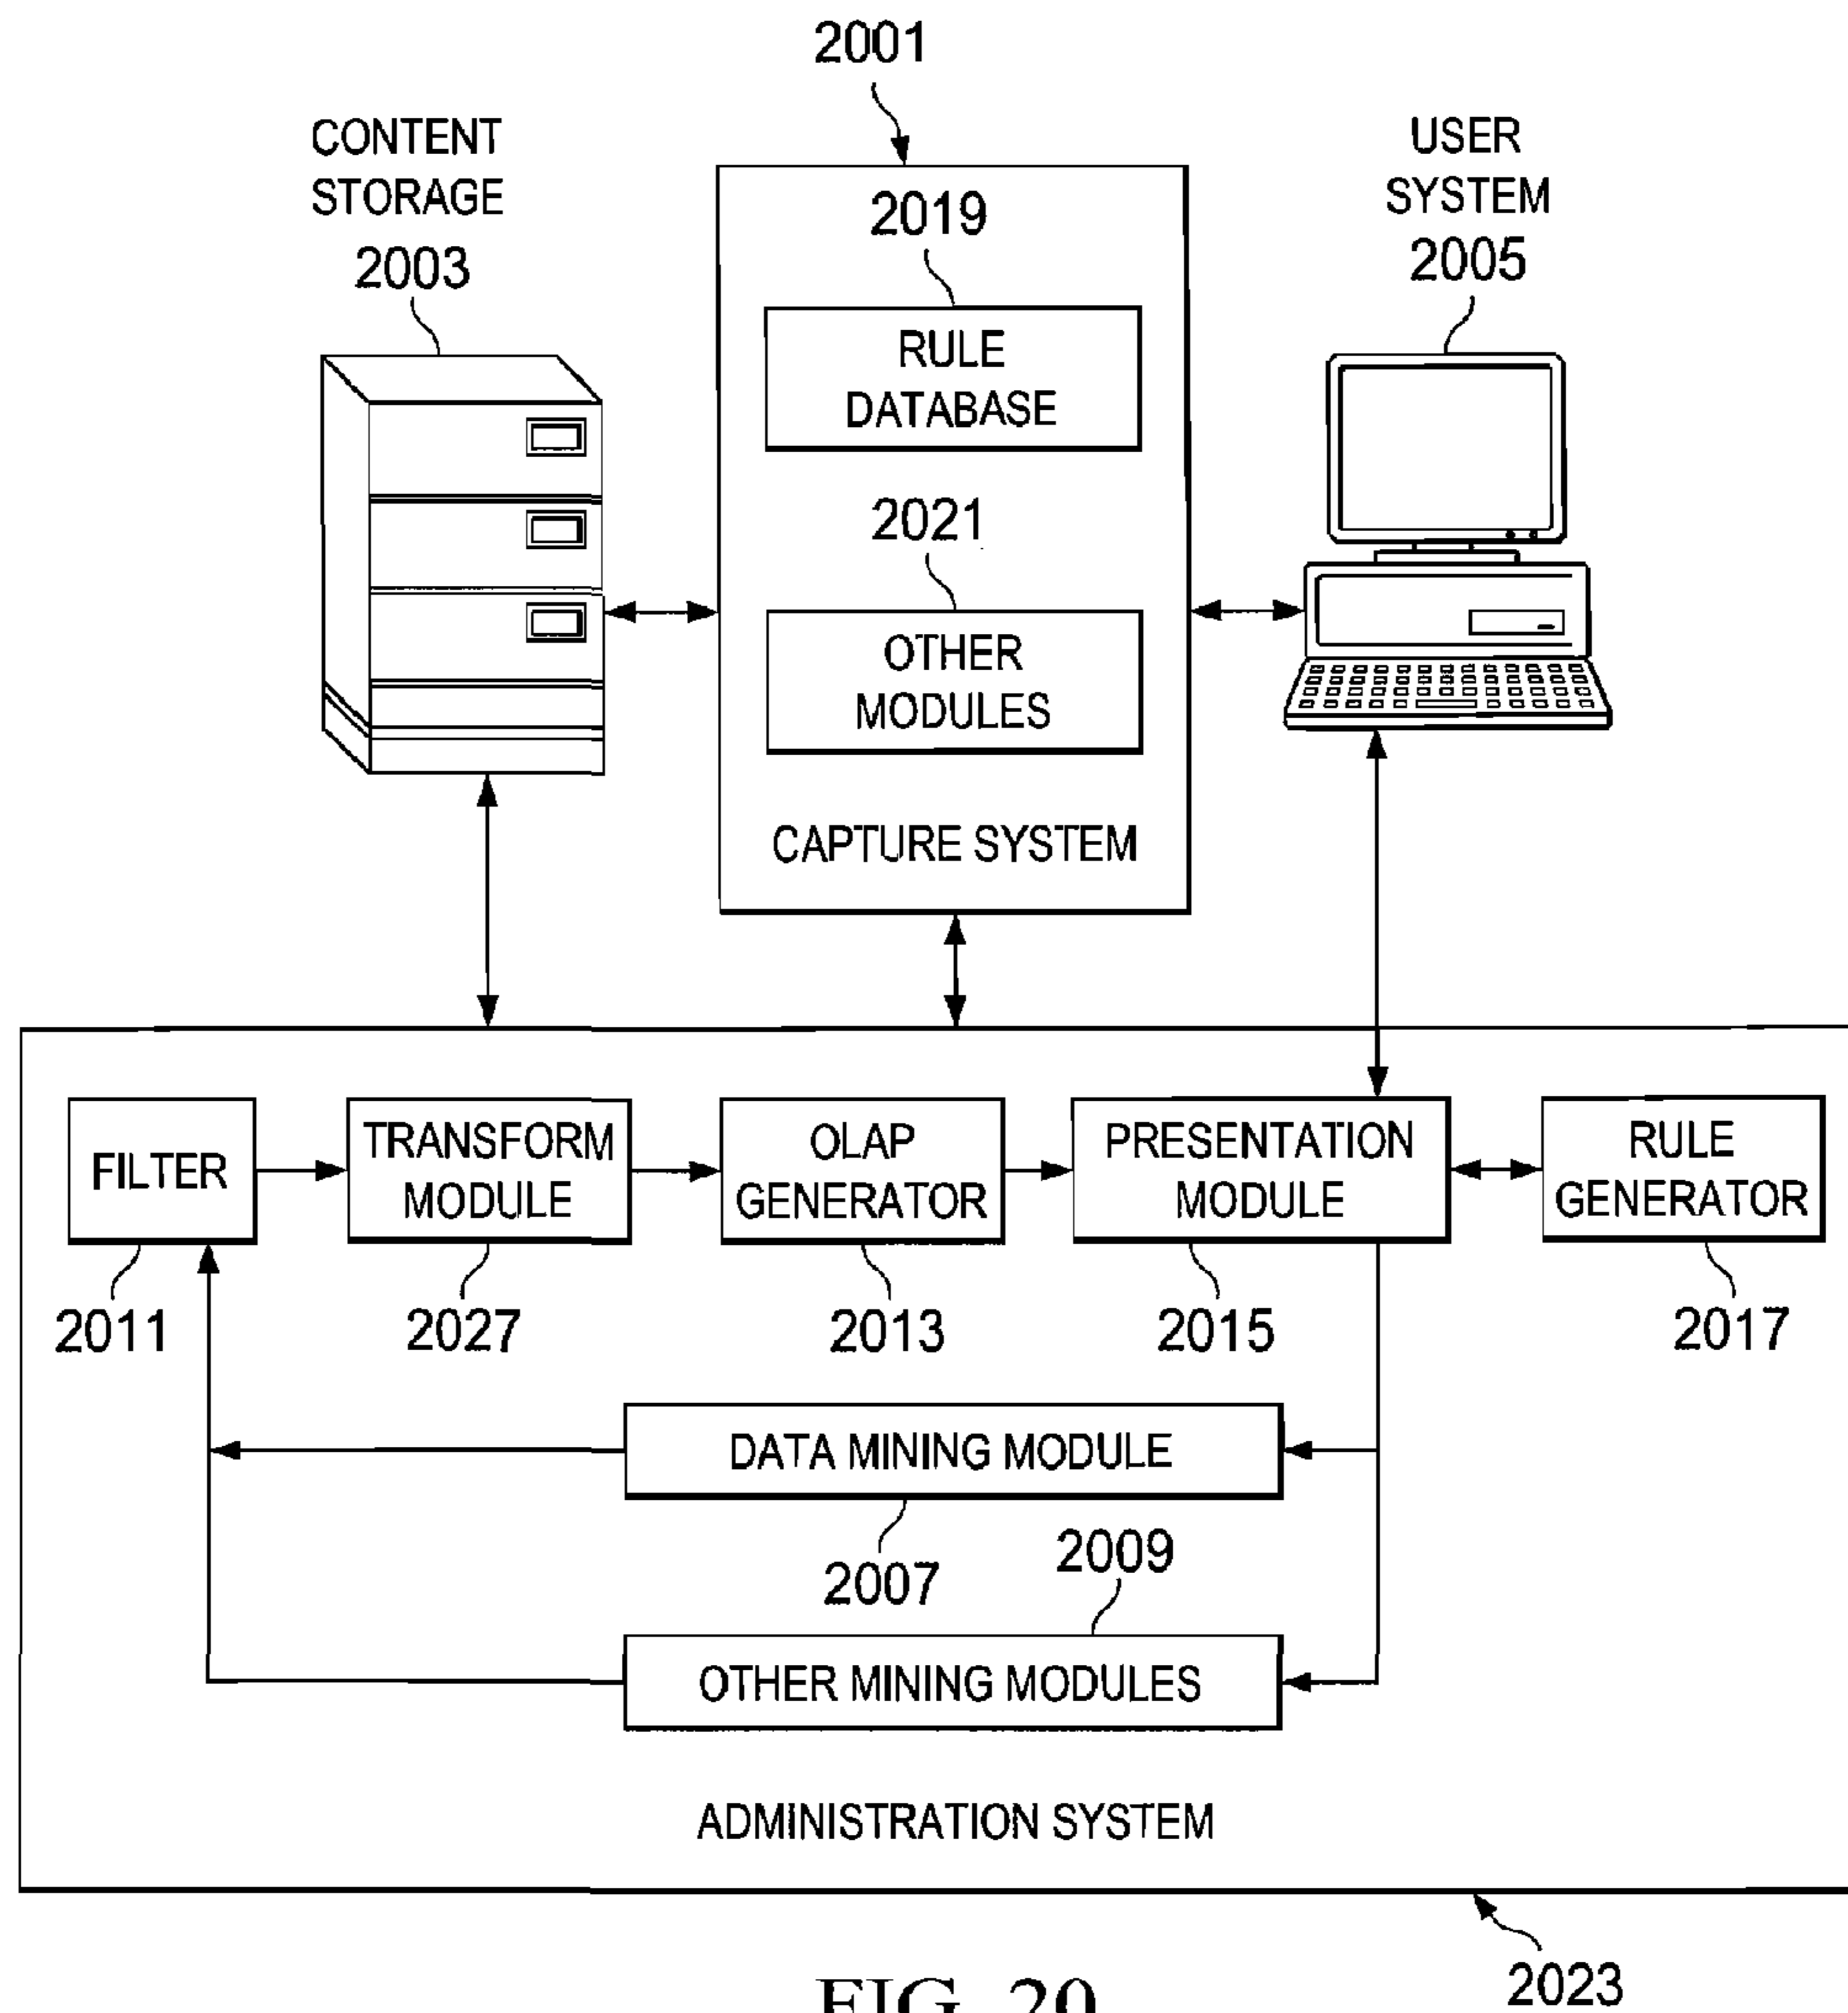 2001
CONTENT
STORAGE
2003
USER
SYSTEM
2005
2019
RULE
DATABASE
2021
OTHER
MODULES
CAPTURE SYSTEM
FILTER
2011
TRANSFORM
MODULE
2027
OLAP
GENERATOR
2013
PRESENTATION
MODULE
2015
RULE
GENERATOR
2017
DATA MINING MODULE
2007
2009
OTHER MINING MODULES
ADMINISTRATION SYSTEM
2023
FIG. 20